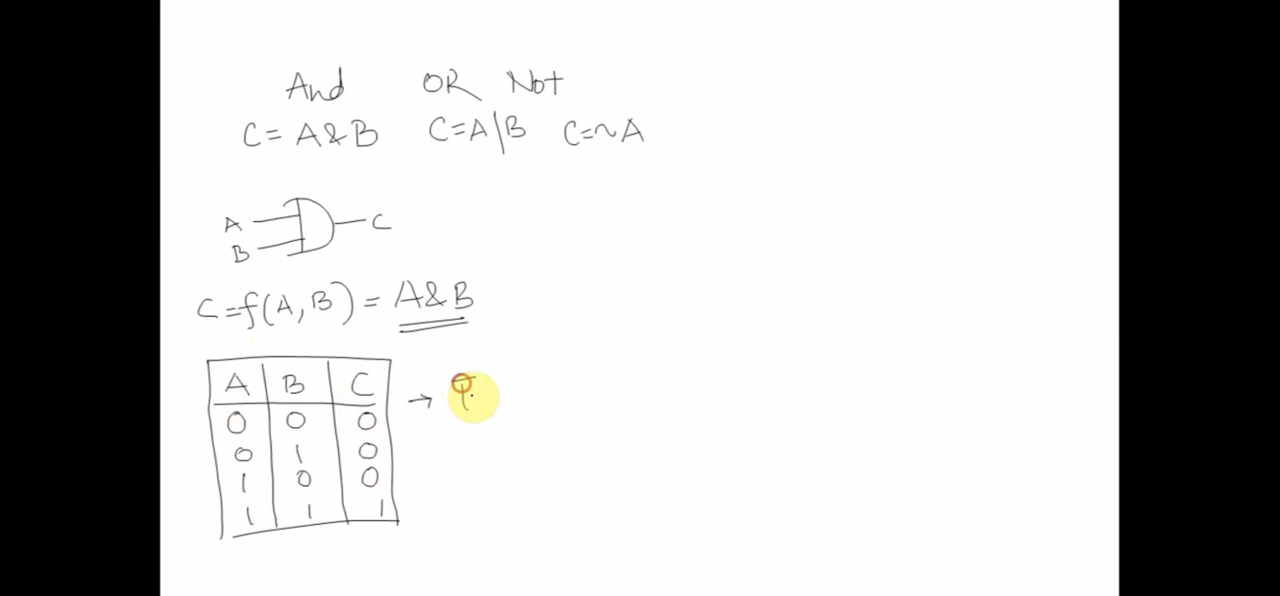 And OR Not
C= A&B C=A|B C=~A
A C
B
C=f(A,B) = A&B
A B C
0 0 0 → T
0 1 0
1 0 0
1 1 1